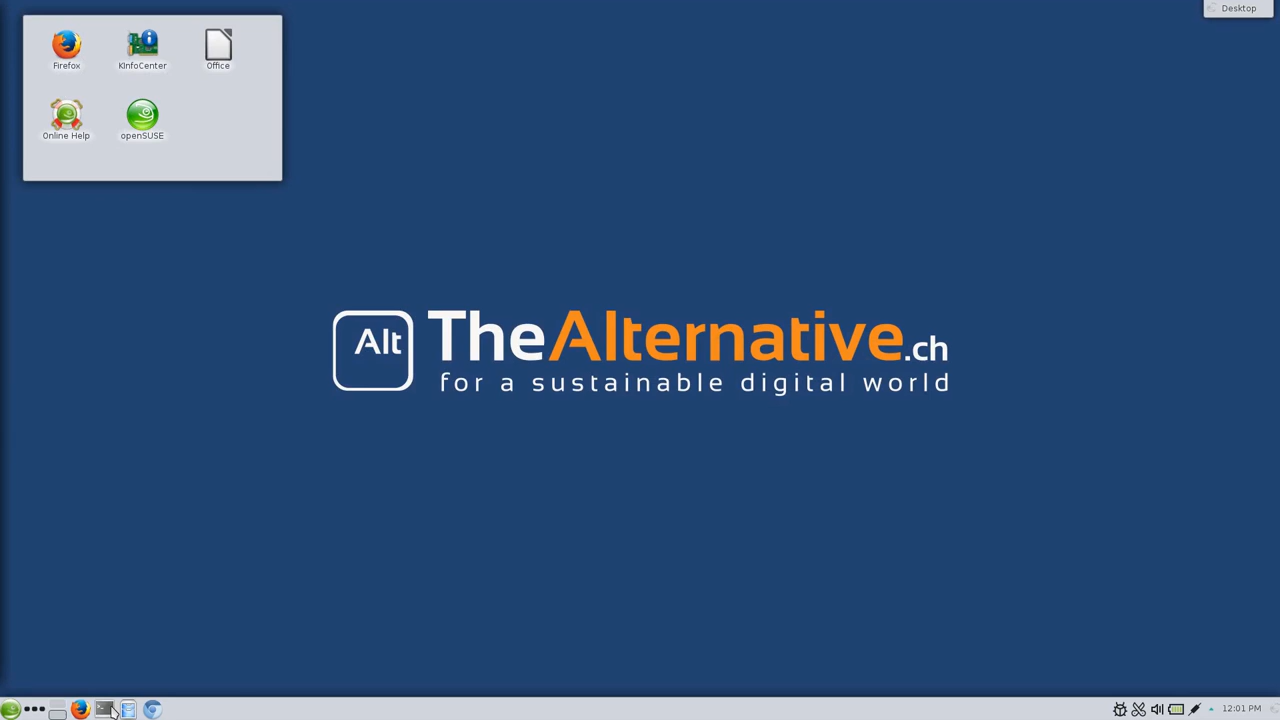 Desktop
Firefox
KInfoCenter
Office
Online Help
openSUSE
Alt
TheAlternative.ch
for a sustainable digital world
12:01 PM